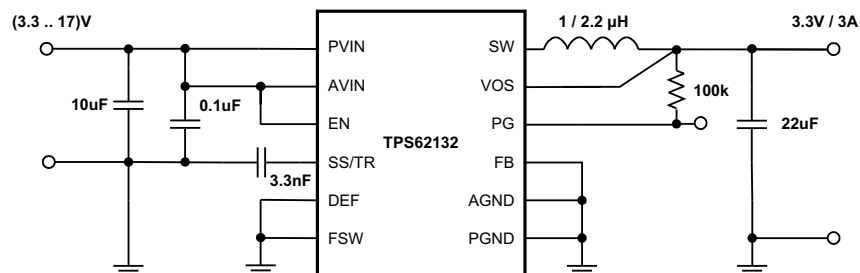 (3.3 .. 17)V
1 / 2.2 µH
3.3V / 3A
PVIN
SW
AVIN
VOS
10uF
0.1uF
100k
EN
PG
22uF
TPS62132
SS/TR
FB
3.3nF
DEF
AGND
FSW
PGND